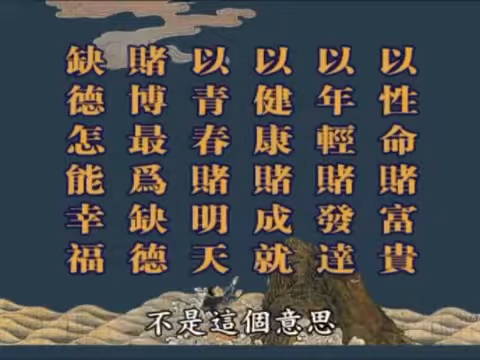 以性命賭富貴
以年輕賭發達
以健康賭成就
以青春賭明天
賭博最為缺德
缺德怎能幸福
不是這個意思